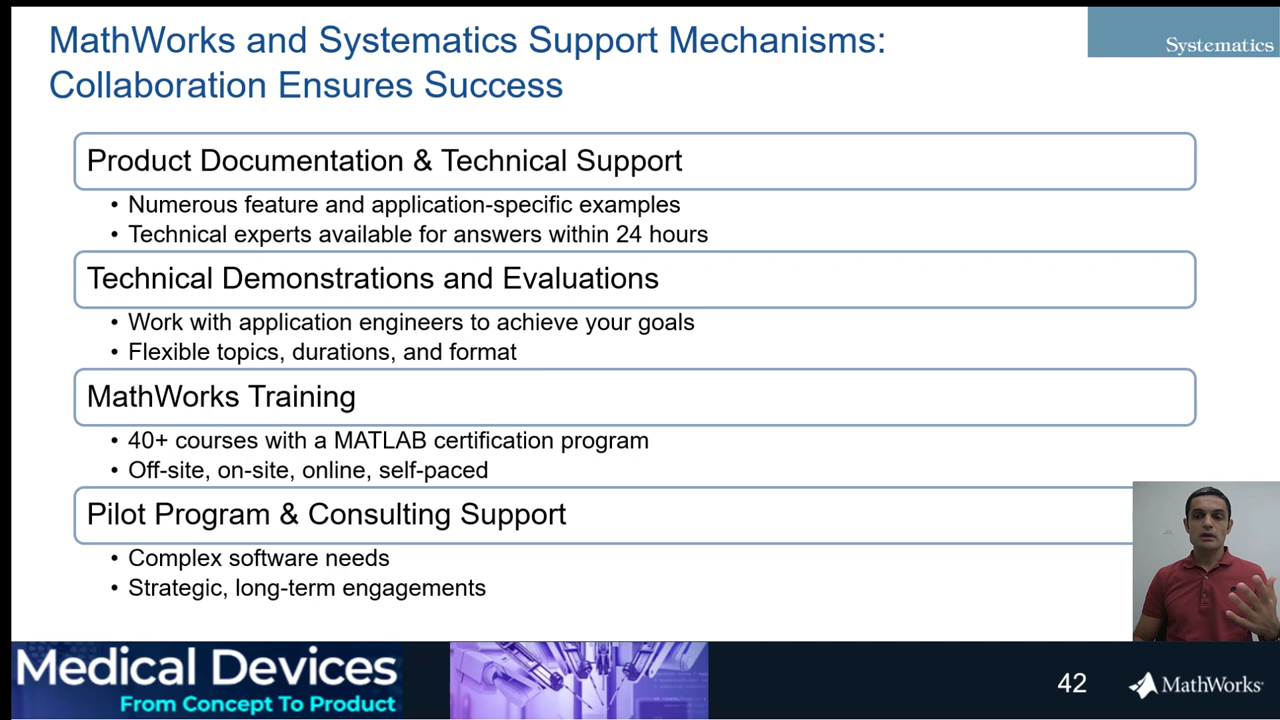 MathWorks and Systematics Support Mechanisms:
Collaboration Ensures Success
Systematics
Product Documentation & Technical Support
• Numerous feature and application-specific examples
• Technical experts available for answers within 24 hours
Technical Demonstrations and Evaluations
• Work with application engineers to achieve your goals
• Flexible topics, durations, and format
MathWorks Training
• 40+ courses with a MATLAB certification program
• Off-site, on-site, online, self-paced
Pilot Program & Consulting Support
• Complex software needs
• Strategic, long-term engagements
Medical Devices
From Concept To Product
42
MathWorks